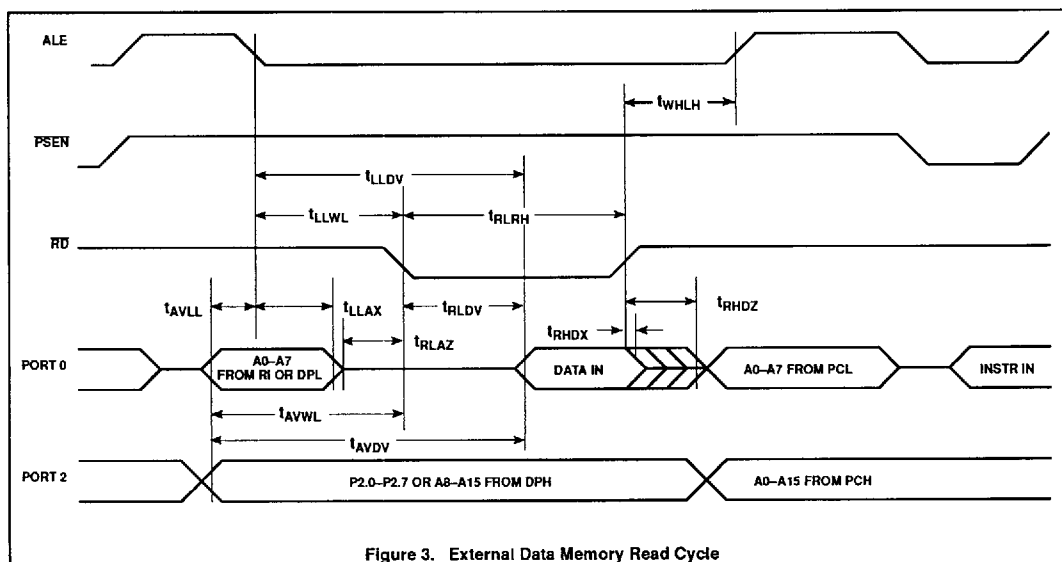 ALE
tWHLH
PSEN
tLLDV
tLLWL
tRLRH
RD
tAVLL
tLLAX
tRLDV
tRHDZ
tRLAZ
tRHDX
PORT 0
A0–A7
FROM RI OR DPL
DATA IN
A0–A7 FROM PCL
INSTR IN
tAVWL
tAVDV
PORT 2
P2.0–P2.7 OR A8–A15 FROM DPH
A0–A15 FROM PCH
Figure 3. External Data Memory Read Cycle